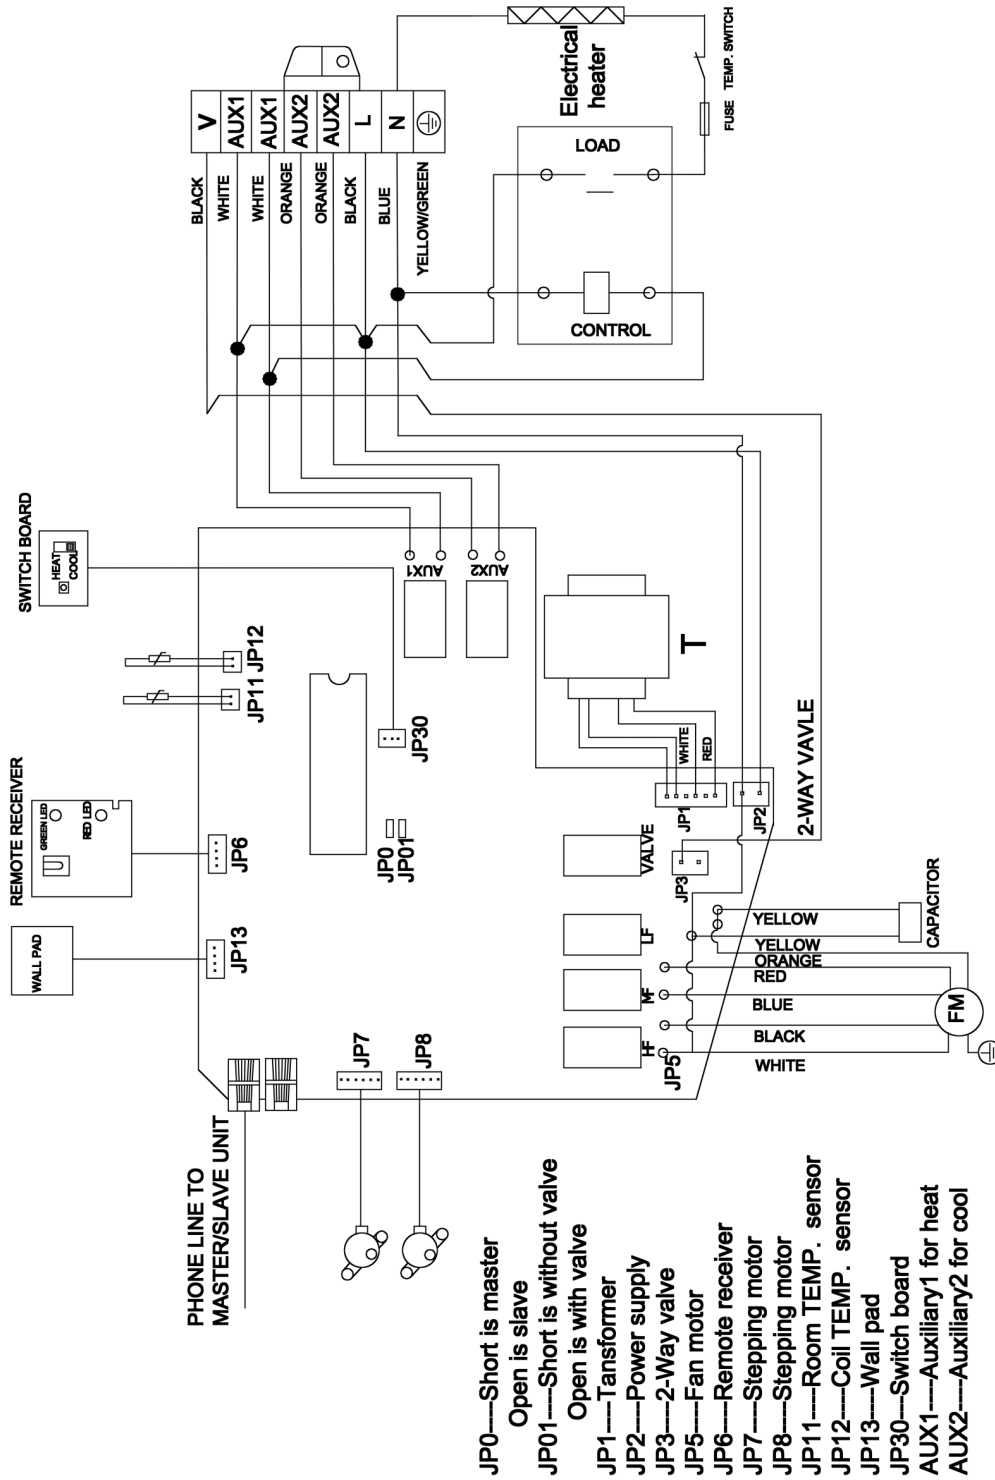 SWITCH BOARD
HEAT
COOL
REMOTE RECEIVER
GREEN LED
RED LED
WALL PAD
PHONE LINE TO
MASTER/SLAVE UNIT
JP12
JP11
JP6
JP13
JP7
JP8
JP30
JP0
JP01
V
AUX1
AUX1
AUX2
AUX2
L
N
BLACK
WHITE
WHITE
ORANGE
ORANGE
BLACK
BLUE
YELLOW/GREEN
AUX1
AUX2
Electrical
heater
FUSE
TEMP. SWITCH
LOAD
CONTROL
T
WHITE
RED
JP1
JP2
2-WAY VAVLE
VALVE
JP3
LF
MF
HF
JP5
YELLOW
YELLOW
ORANGE
RED
BLUE
BLACK
WHITE
CAPACITOR
FM
JP0----Short is master
Open is slave
JP01----Short is without valve
Open is with valve
JP1----Tansformer
JP2----Power supply
JP3----2-Way valve
JP5----Fan motor
JP6----Remote receiver
JP7----Stepping motor
JP8----Stepping motor
JP11----Room TEMP. sensor
JP12----Coil TEMP. sensor
JP13----Wall pad
JP30---Switch board
AUX1----Auxiliary1 for heat
AUX2----Auxiliary2 for cool